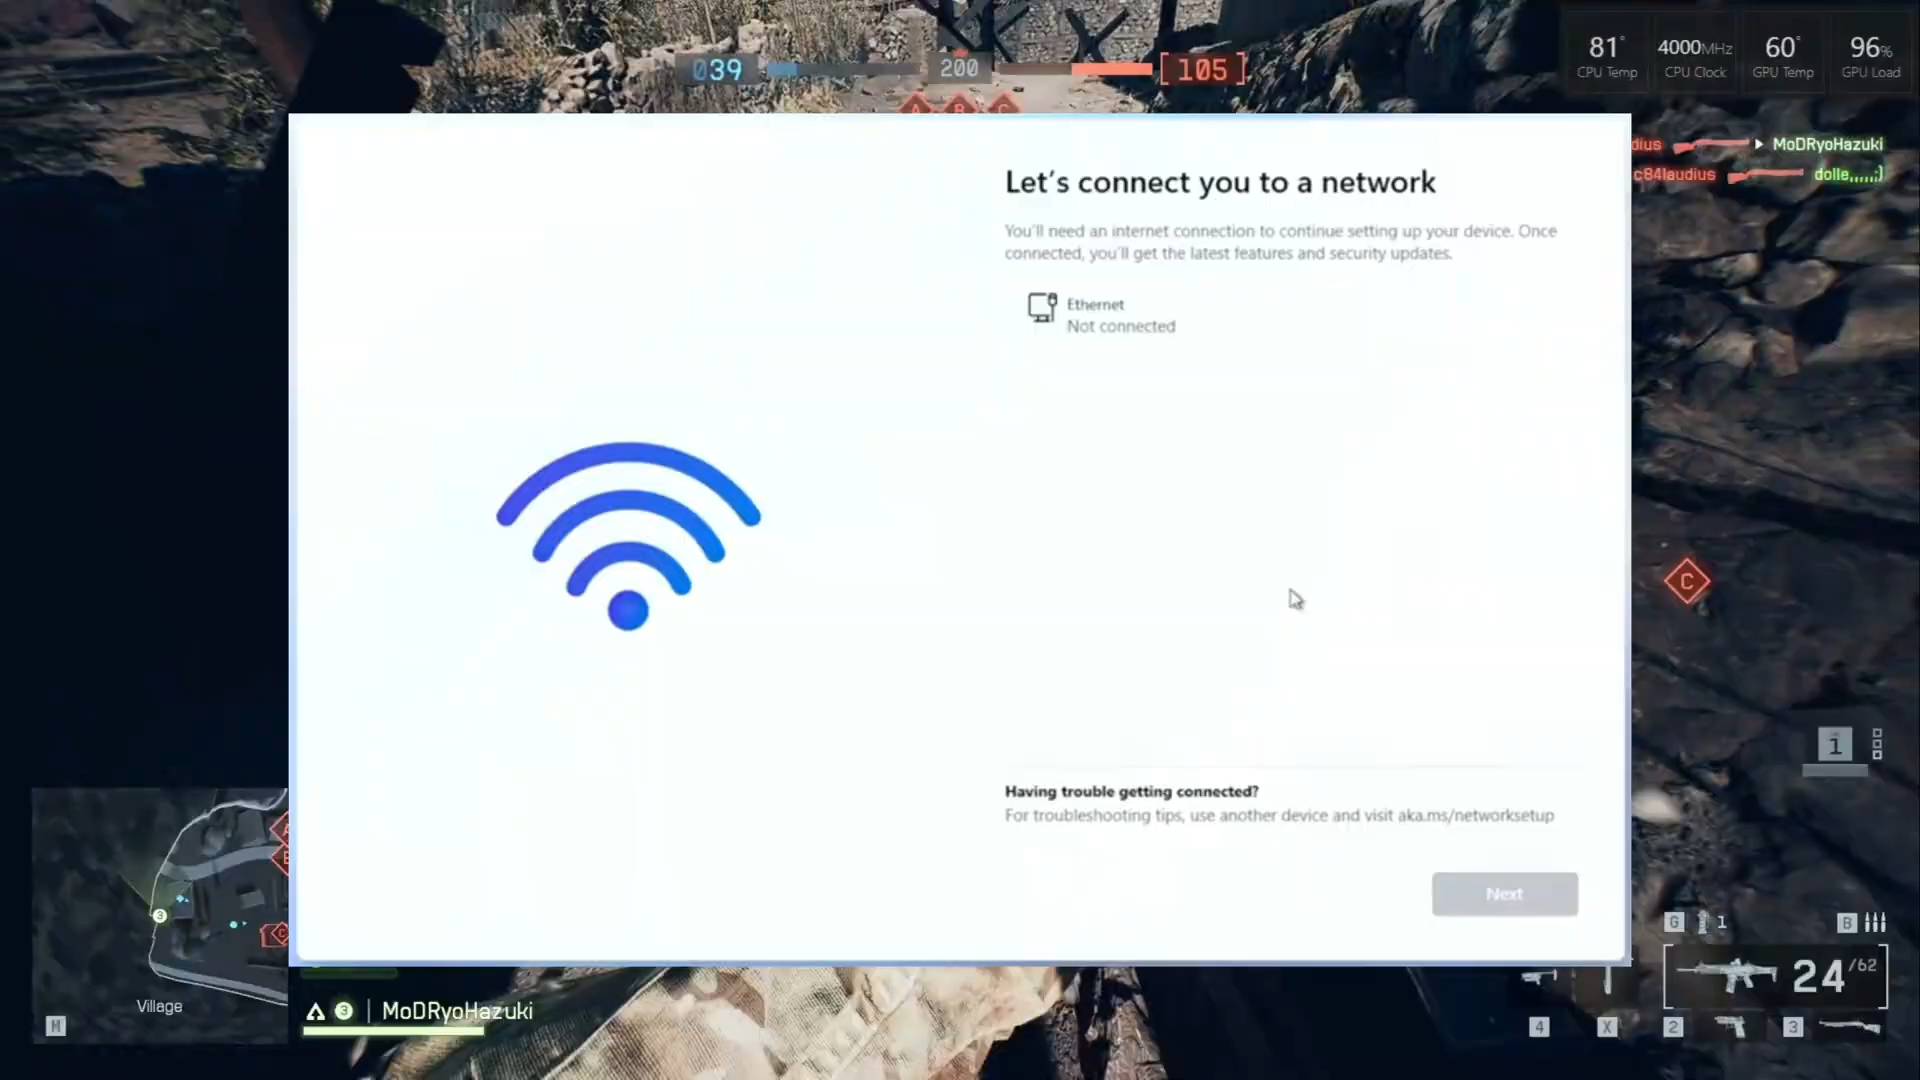 039
200
105
A B C
81°
CPU Temp
4000MHz
CPU Clock
60°
GPU Temp
96%
GPU Load
MoDRyoHazuki
c84laudius
dolle,,,,,;)
Let's connect you to a network
You'll need an internet connection to continue setting up your device. Once
connected, you'll get the latest features and security updates.
Ethernet
Not connected
C
1
Having trouble getting connected?
For troubleshooting tips, use another device and visit aka.ms/networksetup
Next
3
C
Village
M
3 | MoDRyoHazuki
G 1
B
24/62
4
X
2
3